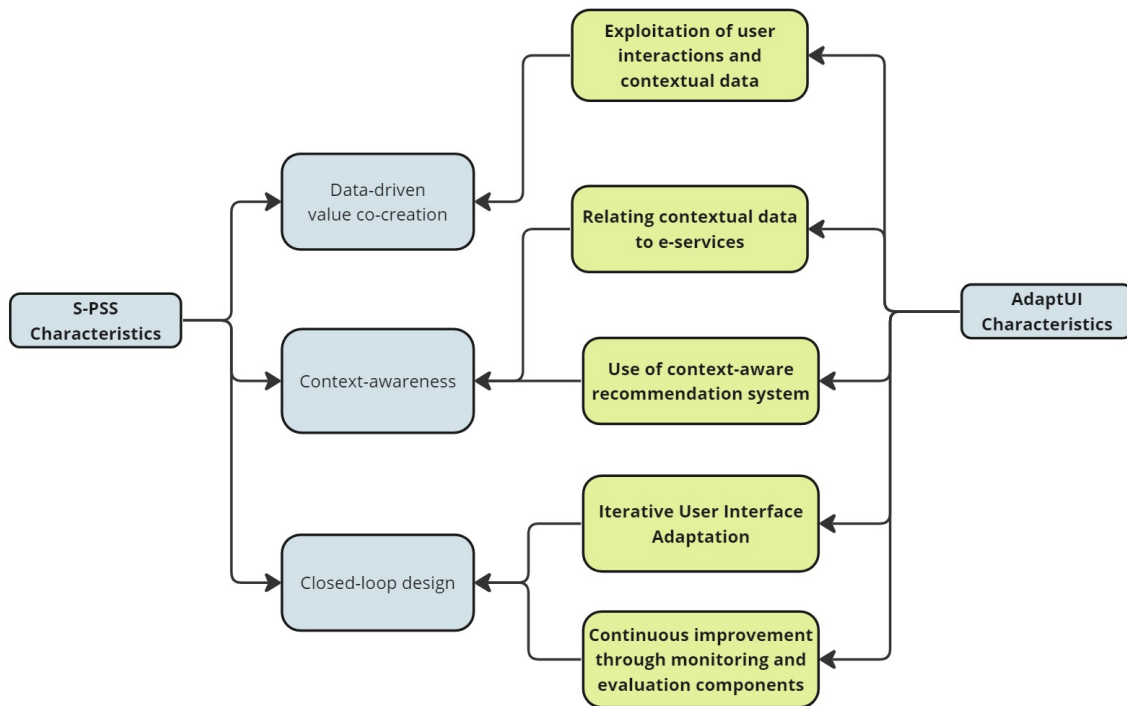 Exploitation of user
interactions and
contextual data
Data-driven
value co-creation
Relating contextual data
to e-services
S-PSS
Characteristics
AdaptUI
Characteristics
Context-awareness
Use of context-aware
recommendation system
Iterative User Interface
Adaptation
Closed-loop design
Continuous improvement
through monitoring and
evaluation components